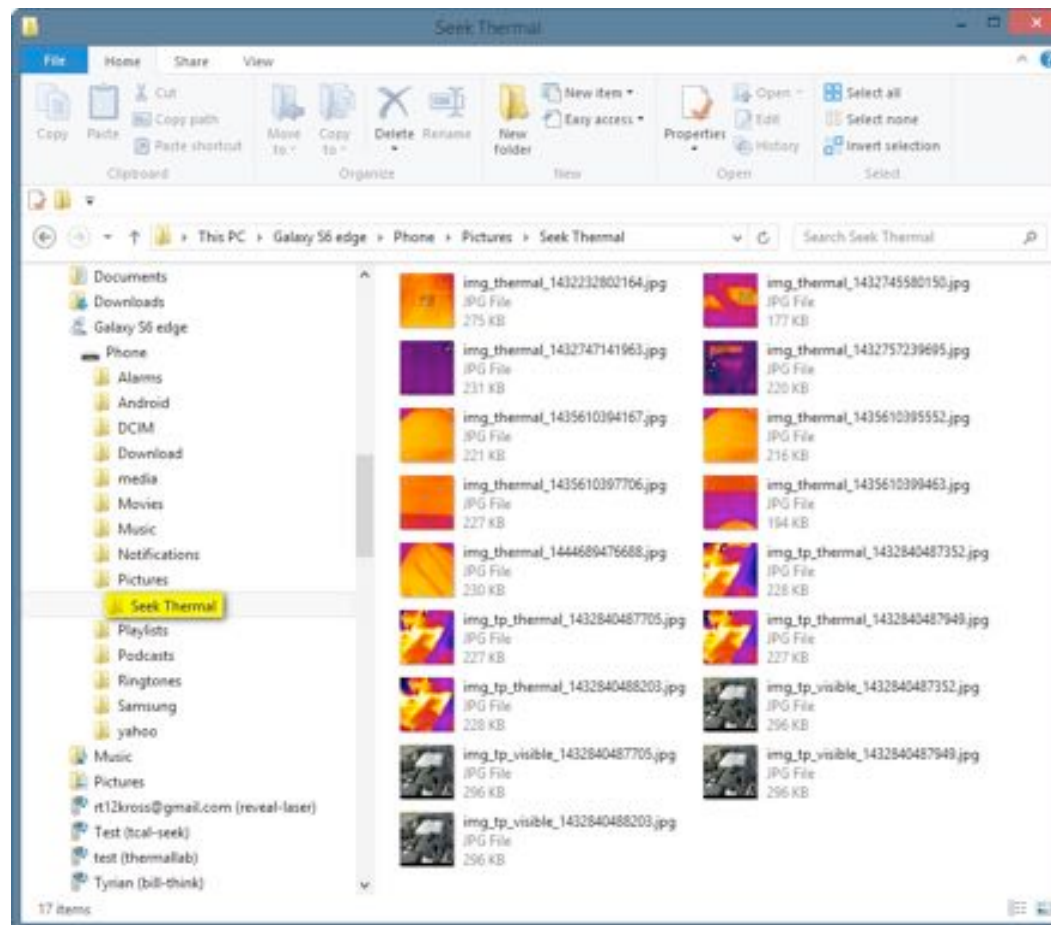 Seek Thermal
File Home Share View
Copy
Paste
Cut
Copy path
Paste shortcut
Move to
Copy to
Delete
Rename
New folder
New item
Easy access
Properties
Open
Edit
History
Select all
Select none
Invert selection
Clipboard Organize New Open Select
This PC Galaxy S6 edge Phone Pictures Seek Thermal
Search Seek Thermal
Documents
Downloads
Galaxy S6 edge
Phone
Alarms
Android
DCIM
Download
media
Movies
Music
Notifications
Pictures
Seek Thermal
Playlists
Podcasts
Ringtones
Samsung
yahoo
Music
Pictures
rt12kross@gmail.com (reveal-laser)
Test (tcal-seek)
test (thermallab)
Tyrian (bill-think)
img_thermal_1432232802164.jpg
JPG File
275 KB
img_thermal_1432745580150.jpg
JPG File
177 KB
img_thermal_1432747141963.jpg
JPG File
231 KB
img_thermal_1432757239695.jpg
JPG File
220 KB
img_thermal_1435610394167.jpg
JPG File
221 KB
img_thermal_1435610395552.jpg
JPG File
216 KB
img_thermal_1435610397706.jpg
JPG File
227 KB
img_thermal_1435610399463.jpg
JPG File
194 KB
img_thermal_1444689476688.jpg
JPG File
230 KB
img_tp_thermal_1432840487352.jpg
JPG File
228 KB
img_tp_thermal_1432840487705.jpg
JPG File
227 KB
img_tp_thermal_1432840487949.jpg
JPG File
227 KB
img_tp_thermal_1432840488203.jpg
JPG File
228 KB
img_tp_visible_1432840487352.jpg
JPG File
296 KB
img_tp_visible_1432840487705.jpg
JPG File
296 KB
img_tp_visible_1432840487949.jpg
JPG File
296 KB
img_tp_visible_1432840488203.jpg
JPG File
296 KB
17 items